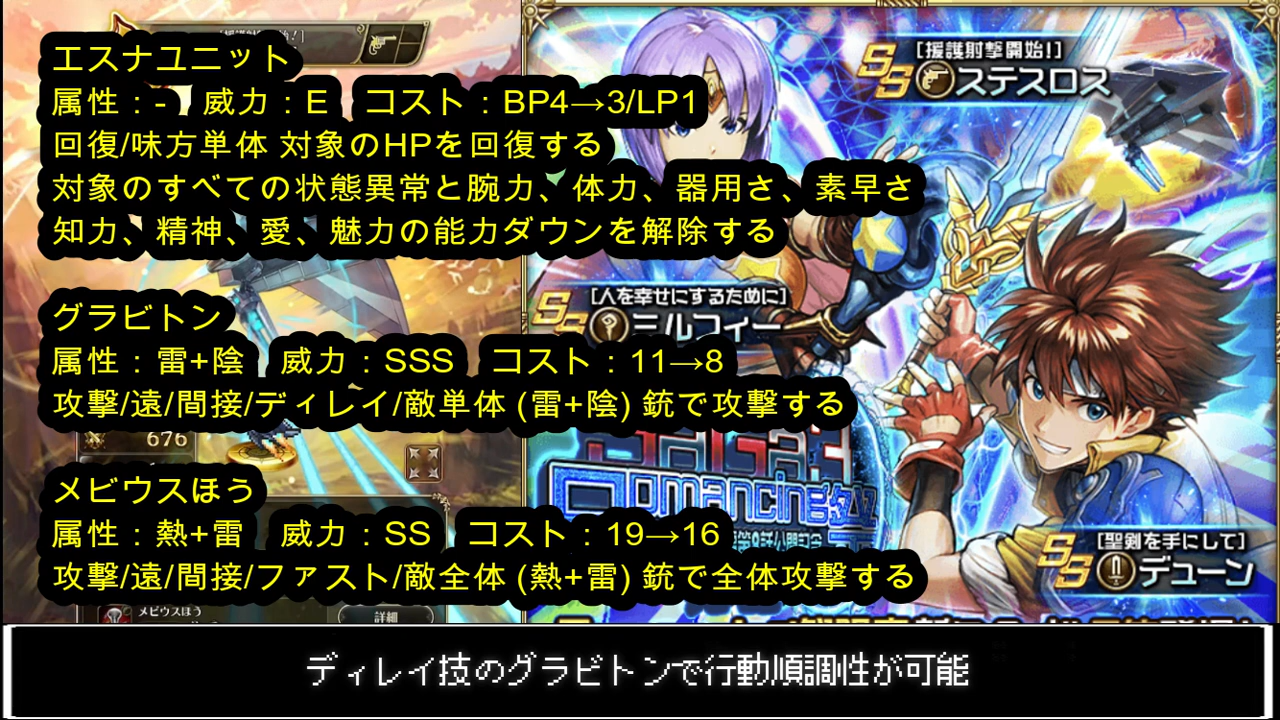 エスナユニット
属性：-　威力：E　コスト：BP4→3/LP1
回復/味方単体 対象のHPを回復する
対象のすべての状態異常と腕力、体力、器用さ、素早さ
知力、精神、愛、魅力の能力ダウンを解除する
グラビトン
属性：雷+陰　威力：SSS　コスト：11→8
攻撃/遠/間接/ディレイ/敵単体 (雷+陰) 銃で攻撃する
メビウスほう
属性：熱+雷　威力：SS　コスト：19→16
攻撃/遠/間接/ファスト/敵全体 (熱+雷) 銃で全体攻撃する
676
メビウスほう
詳細
SS [援護射撃開始!]
ステスロス
SS [人を幸せにするために]
ミルフィー
SaGa
Romancing
SS [聖剣を手にして]
デューン
ディレイ技のグラビトンで行動順調性が可能